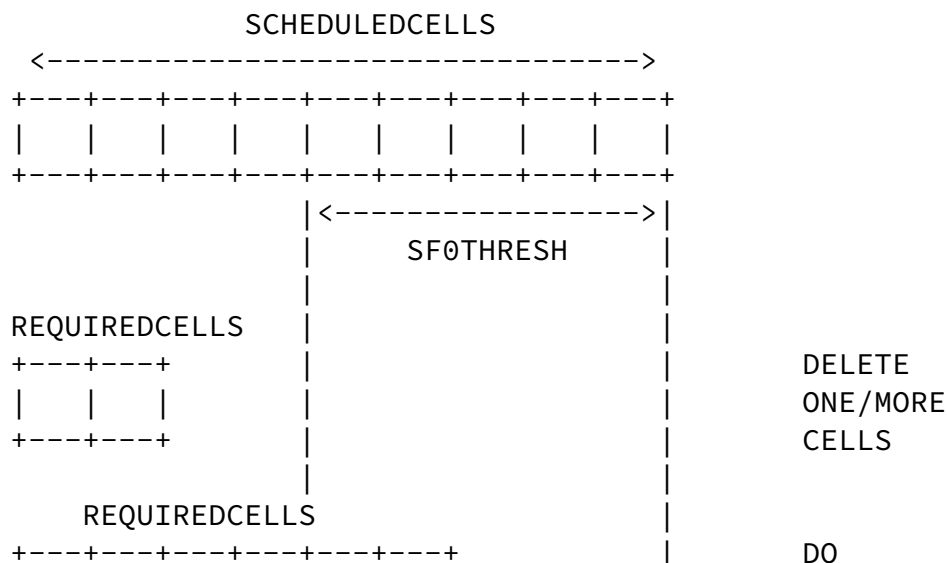 SCHEDULEDCELLS
<--------------------------------->
+---+---+---+---+---+---+---+---+---+
|   |   |   |   |   |   |   |   |   |
+---+---+---+---+---+---+---+---+---+
|<----------------->|
| SF0THRESH |
| |
REQUIREDCELLS | |
+---+---+ | | DELETE
|   |   | | | ONE/MORE
+---+---+ | | CELLS
| |
REQUIREDCELLS |
+---+---+---+---+---+---+ | DO